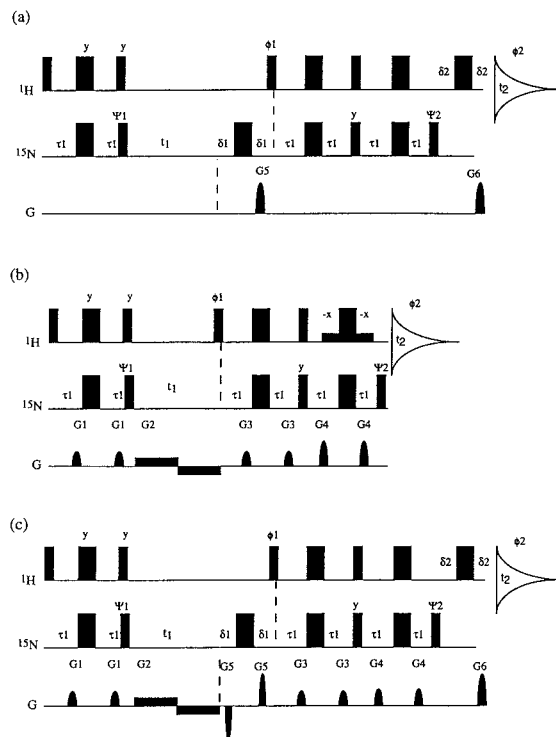 (a)
y y ϕ1 ϕ2
δ2 δ2 t2
1H
Ψ1 y Ψ2
τ1 τ1 t1 δ1 δ1 τ1 τ1 τ1 τ1
15N
G5 G6
G
(b)
y y ϕ1 -x -x ϕ2
t2
1H
Ψ1 t1 y Ψ2
τ1 τ1 τ1 τ1 τ1 τ1
15N
G1 G1 G2 G3 G3 G4 G4
G
(c)
y y ϕ1 ϕ2
δ2 δ2 t2
1H
Ψ1 y Ψ2
τ1 τ1 t1 δ1 δ1 τ1 τ1 τ1 τ1
15N
G1 G1 G2 G5 G5 G3 G3 G4 G4 G6
G